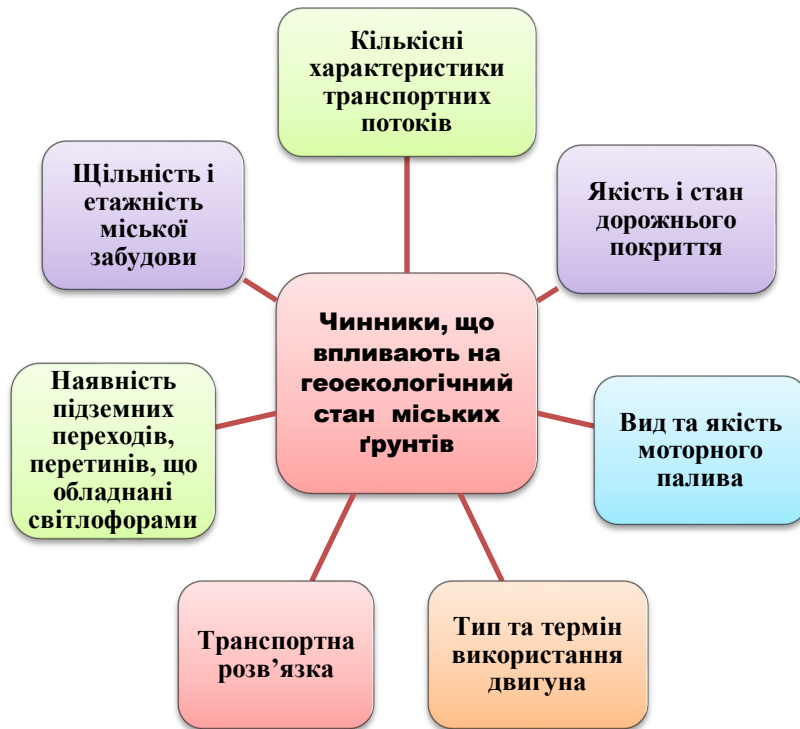 Кількісні
характеристики
транспортних
потоків
Щільність і
етажність
міської
забудови
Якість і стан
дорожнього
покриття
Чинники, що
впливають на
геоекологічний
стан міських
ґрунтів
Наявність
підземних
переходів,
перетинів, що
обладнані
світлофорами
Вид та якість
моторного
палива
Транспортна
розв’язка
Тип та термін
використання
двигуна